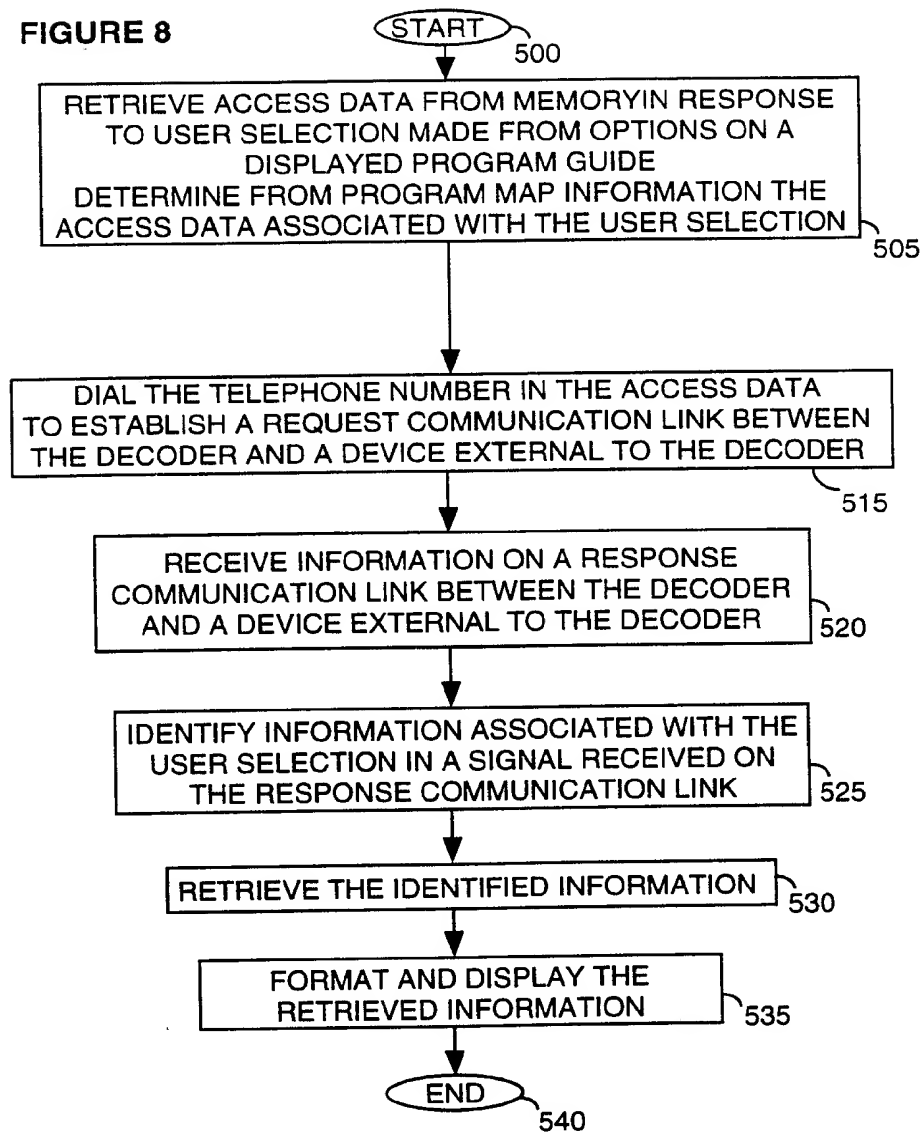 FIGURE 8
START
500
RETRIEVE ACCESS DATA FROM MEMORYIN RESPONSE
TO USER SELECTION MADE FROM OPTIONS ON A
DISPLAYED PROGRAM GUIDE
DETERMINE FROM PROGRAM MAP INFORMATION THE
ACCESS DATA ASSOCIATED WITH THE USER SELECTION
505
DIAL THE TELEPHONE NUMBER IN THE ACCESS DATA
TO ESTABLISH A REQUEST COMMUNICATION LINK BETWEEN
THE DECODER AND A DEVICE EXTERNAL TO THE DECODER
515
RECEIVE INFORMATION ON A RESPONSE
COMMUNICATION LINK BETWEEN THE DECODER
AND A DEVICE EXTERNAL TO THE DECODER
520
IDENTIFY INFORMATION ASSOCIATED WITH THE
USER SELECTION IN A SIGNAL RECEIVED ON
THE RESPONSE COMMUNICATION LINK
525
RETRIEVE THE IDENTIFIED INFORMATION
530
FORMAT AND DISPLAY THE
RETRIEVED INFORMATION
535
END
540